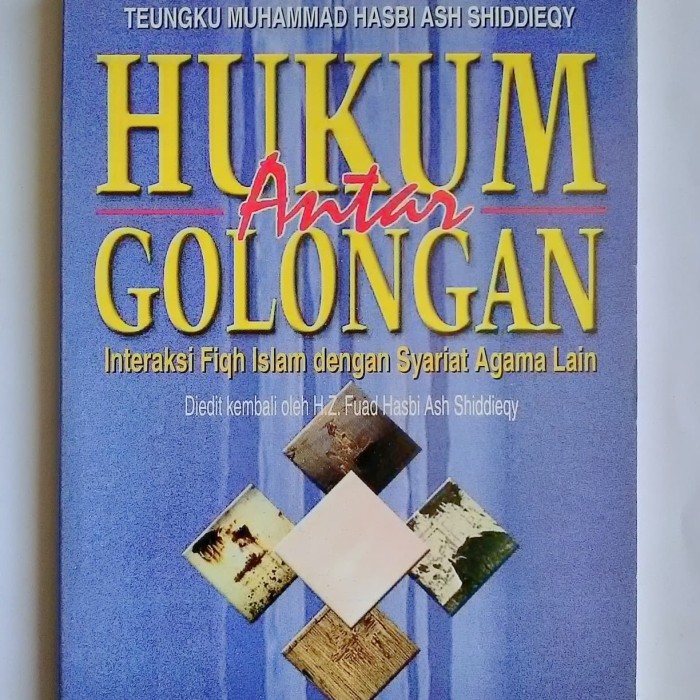 TEUNGKU MUHAMMAD HASBI ASH SHIDDIEQY
HUKUM
Antar
GOLONGAN
Interaksi Fiqh Islam dengan Syariat Agama Lain
Diedit kembali oleh H.Z. Fuad Hasbi Ash Shiddieqy